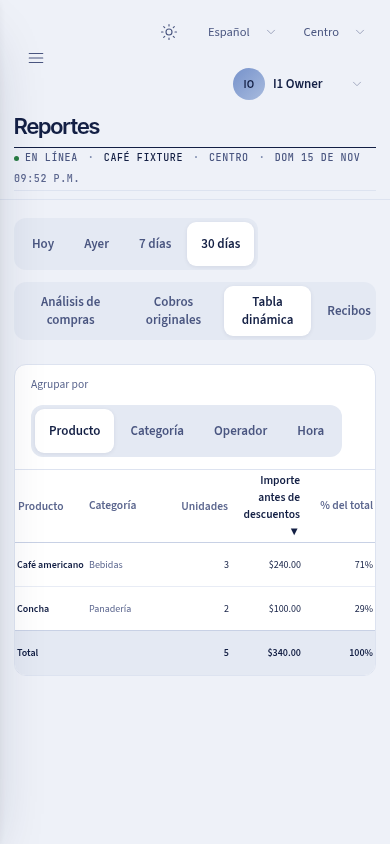 Español
Centro
IO
I1 Owner
Reportes
EN LÍNEA · CAFÉ FIXTURE · CENTRO · DOM 15 DE NOV
09:52 P.M.
Hoy
Ayer
7 días
30 días
Análisis de
compras
Cobros
originales
Tabla
dinámica
Recibos
Agrupar por
Producto
Categoría
Operador
Hora
Producto
Categoría
Unidades
Importe
antes de
descuentos
▼
% del total
Café americano Bebidas 3 $240.00 71%
Concha Panadería 2 $100.00 29%
Total 5 $340.00 100%